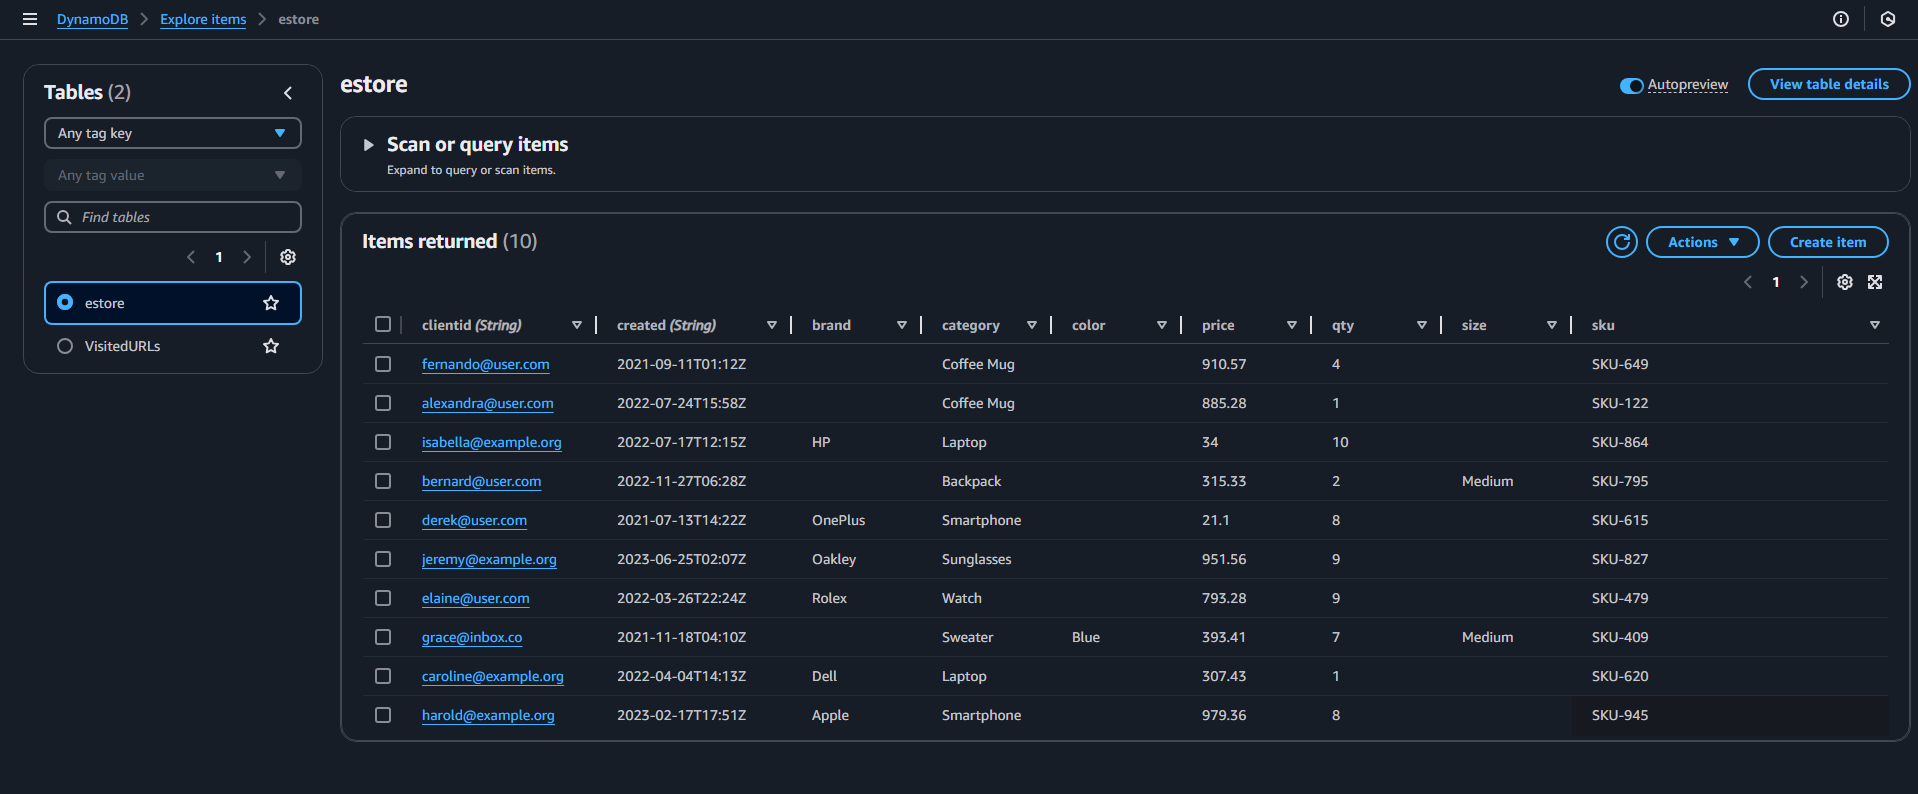 DynamoDB > Explore items > estore
Tables (2)
Any tag key
Any tag value
Find tables
1
estore
VisitedURLs
estore
Autopreview
View table details
Scan or query items
Expand to query or scan items.
Items returned (10)
Actions
Create item
1
clientid (String) created (String) brand category color price qty size sku
fernando@user.com 2021-09-11T01:12Z Coffee Mug 910.57 4 SKU-649
alexandra@user.com 2022-07-24T15:58Z Coffee Mug 885.28 1 SKU-122
isabella@example.org 2022-07-17T12:15Z HP Laptop 34 10 SKU-864
bernard@user.com 2022-11-27T06:28Z Backpack 315.33 2 Medium SKU-795
derek@user.com 2021-07-13T14:22Z OnePlus Smartphone 21.1 8 SKU-615
jeremy@example.org 2023-06-25T02:07Z Oakley Sunglasses 951.56 9 SKU-827
elaine@user.com 2022-03-26T22:24Z Rolex Watch 793.28 9 SKU-479
grace@inbox.co 2021-11-18T04:10Z Sweater Blue 393.41 7 Medium SKU-409
caroline@example.org 2022-04-04T14:13Z Dell Laptop 307.43 1 SKU-620
harold@example.org 2023-02-17T17:51Z Apple Smartphone 979.36 8 SKU-945